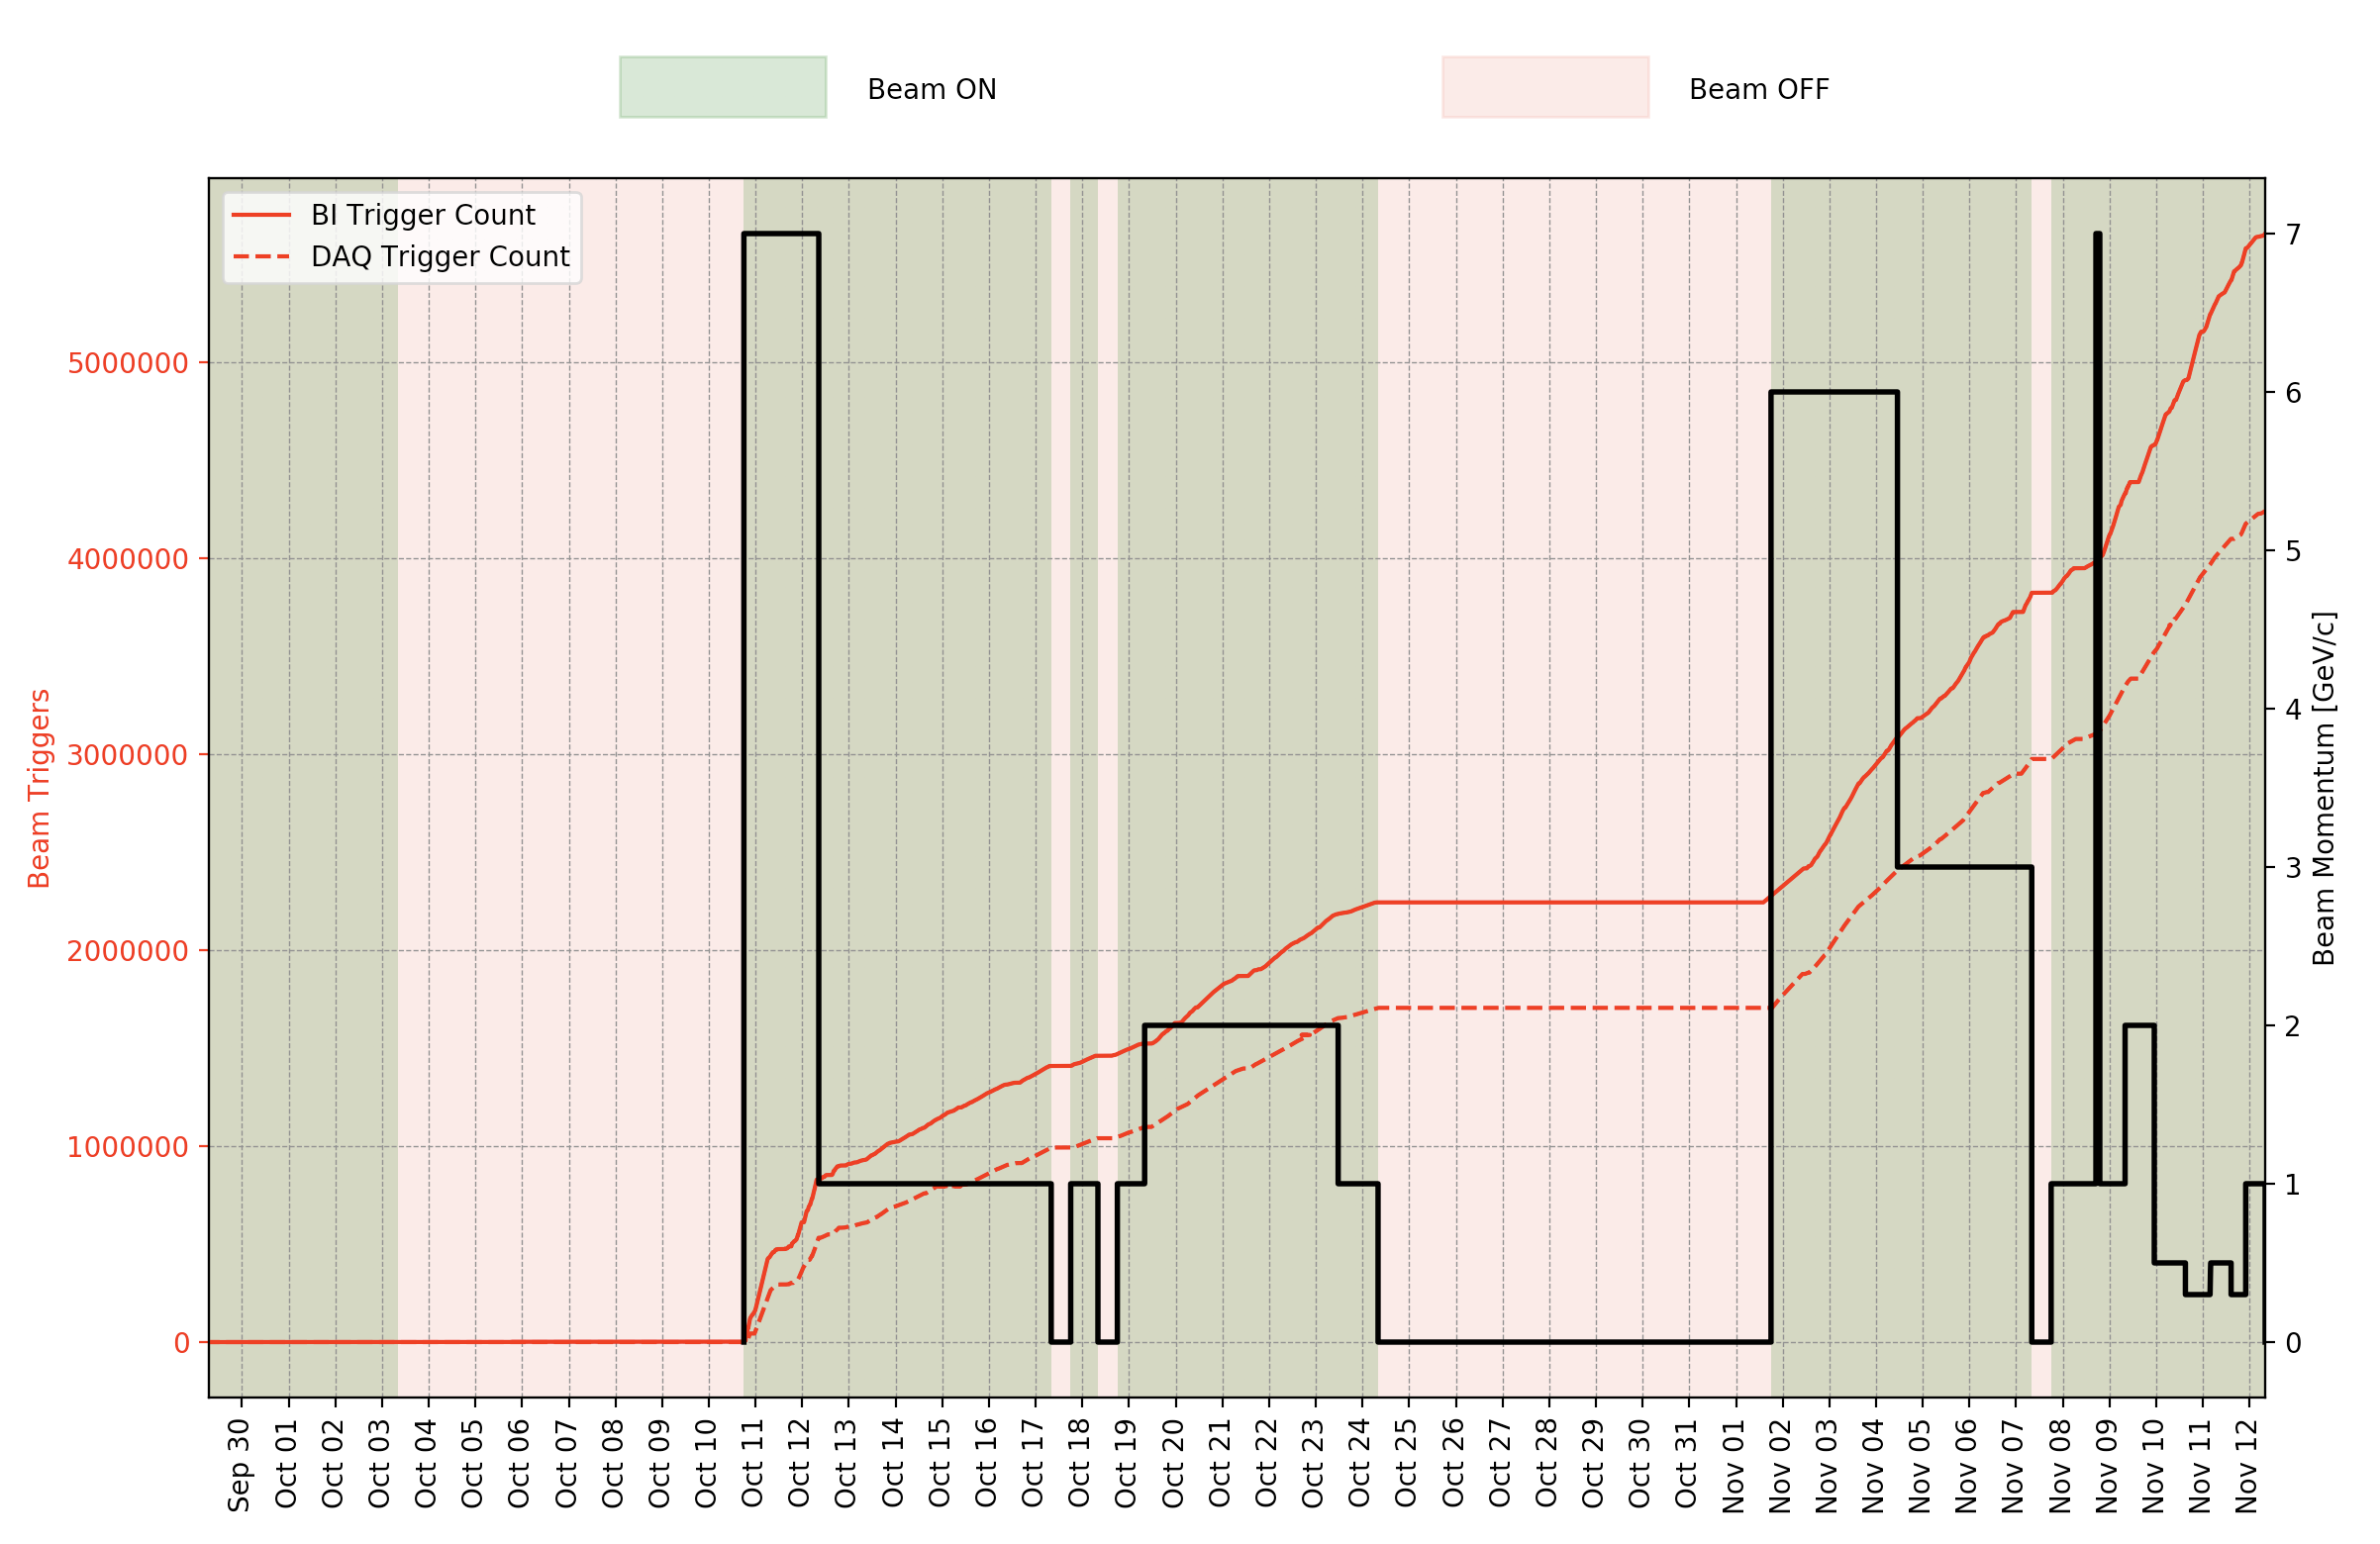 Beam ON
Beam OFF
BI Trigger Count
DAQ Trigger Count
Beam Triggers
5000000
4000000
3000000
2000000
1000000
0
7
6
5
4
3
2
1
0
Beam Momentum [GeV/c]
Sep 30
Oct 01
Oct 02
Oct 03
Oct 04
Oct 05
Oct 06
Oct 07
Oct 08
Oct 09
Oct 10
Oct 11
Oct 12
Oct 13
Oct 14
Oct 15
Oct 16
Oct 17
Oct 18
Oct 19
Oct 20
Oct 21
Oct 22
Oct 23
Oct 24
Oct 25
Oct 26
Oct 27
Oct 28
Oct 29
Oct 30
Oct 31
Nov 01
Nov 02
Nov 03
Nov 04
Nov 05
Nov 06
Nov 07
Nov 08
Nov 09
Nov 10
Nov 11
Nov 12